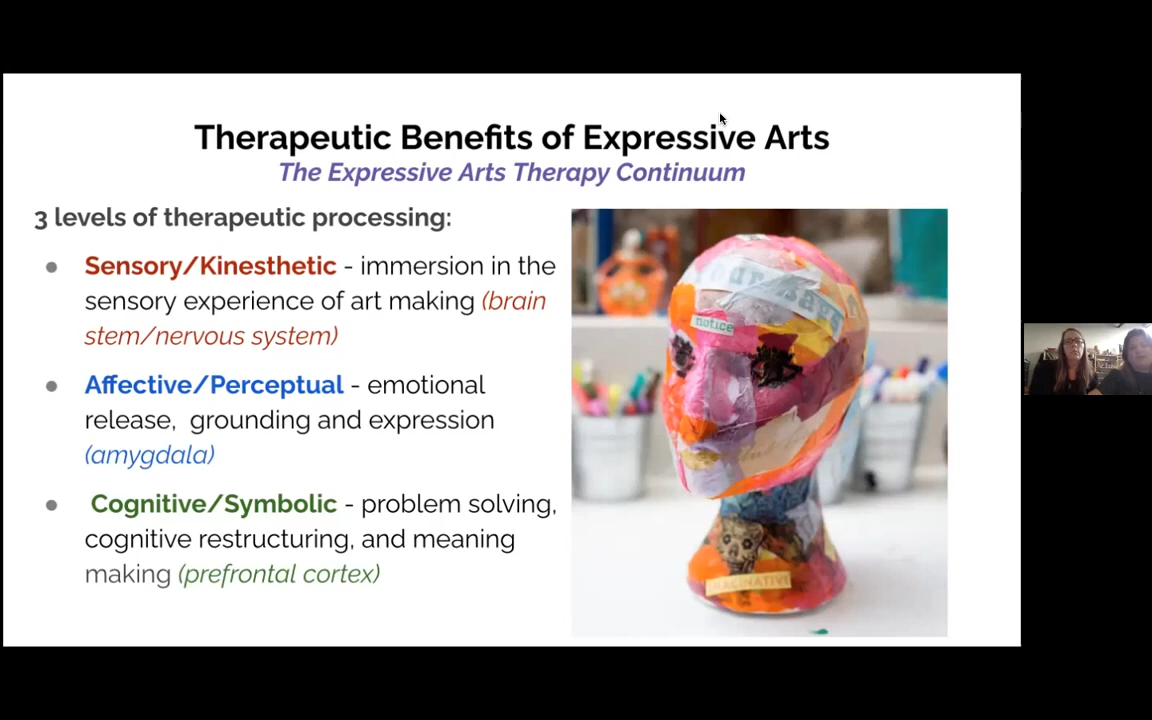 Therapeutic Benefits of Expressive Arts
The Expressive Arts Therapy Continuum
3 levels of therapeutic processing:
● Sensory/Kinesthetic - immersion in the
sensory experience of art making (brain
stem/nervous system)
● Affective/Perceptual - emotional
release, grounding and expression
(amygdala)
● Cognitive/Symbolic - problem solving,
cognitive restructuring, and meaning
making (prefrontal cortex)
notice